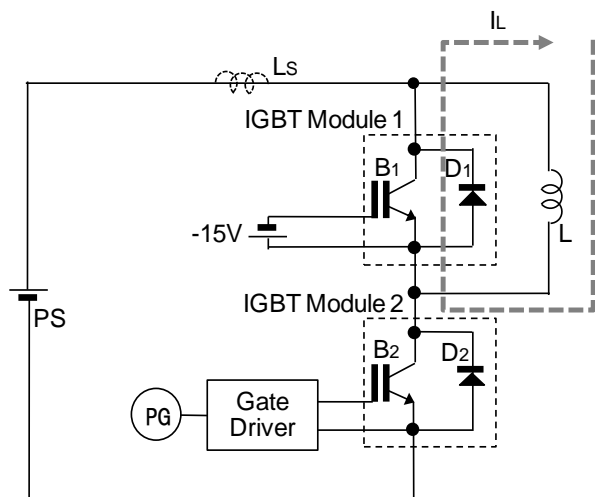 IL
LS
IGBT Module 1
B1
D1
-15V
L
IGBT Module 2
PS
B2
D2
PG
Gate
Driver